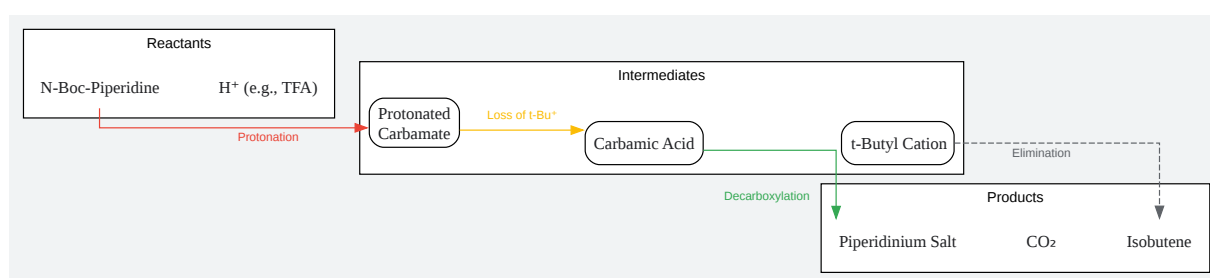 Reactants
N-Boc-Piperidine
H⁺ (e.g., TFA)
Protonation
Intermediates
Protonated
Carbamate
Loss of t-Bu⁺
Carbamic Acid
t-Butyl Cation
Elimination
Decarboxylation
Products
Piperidinium Salt
CO₂
Isobutene